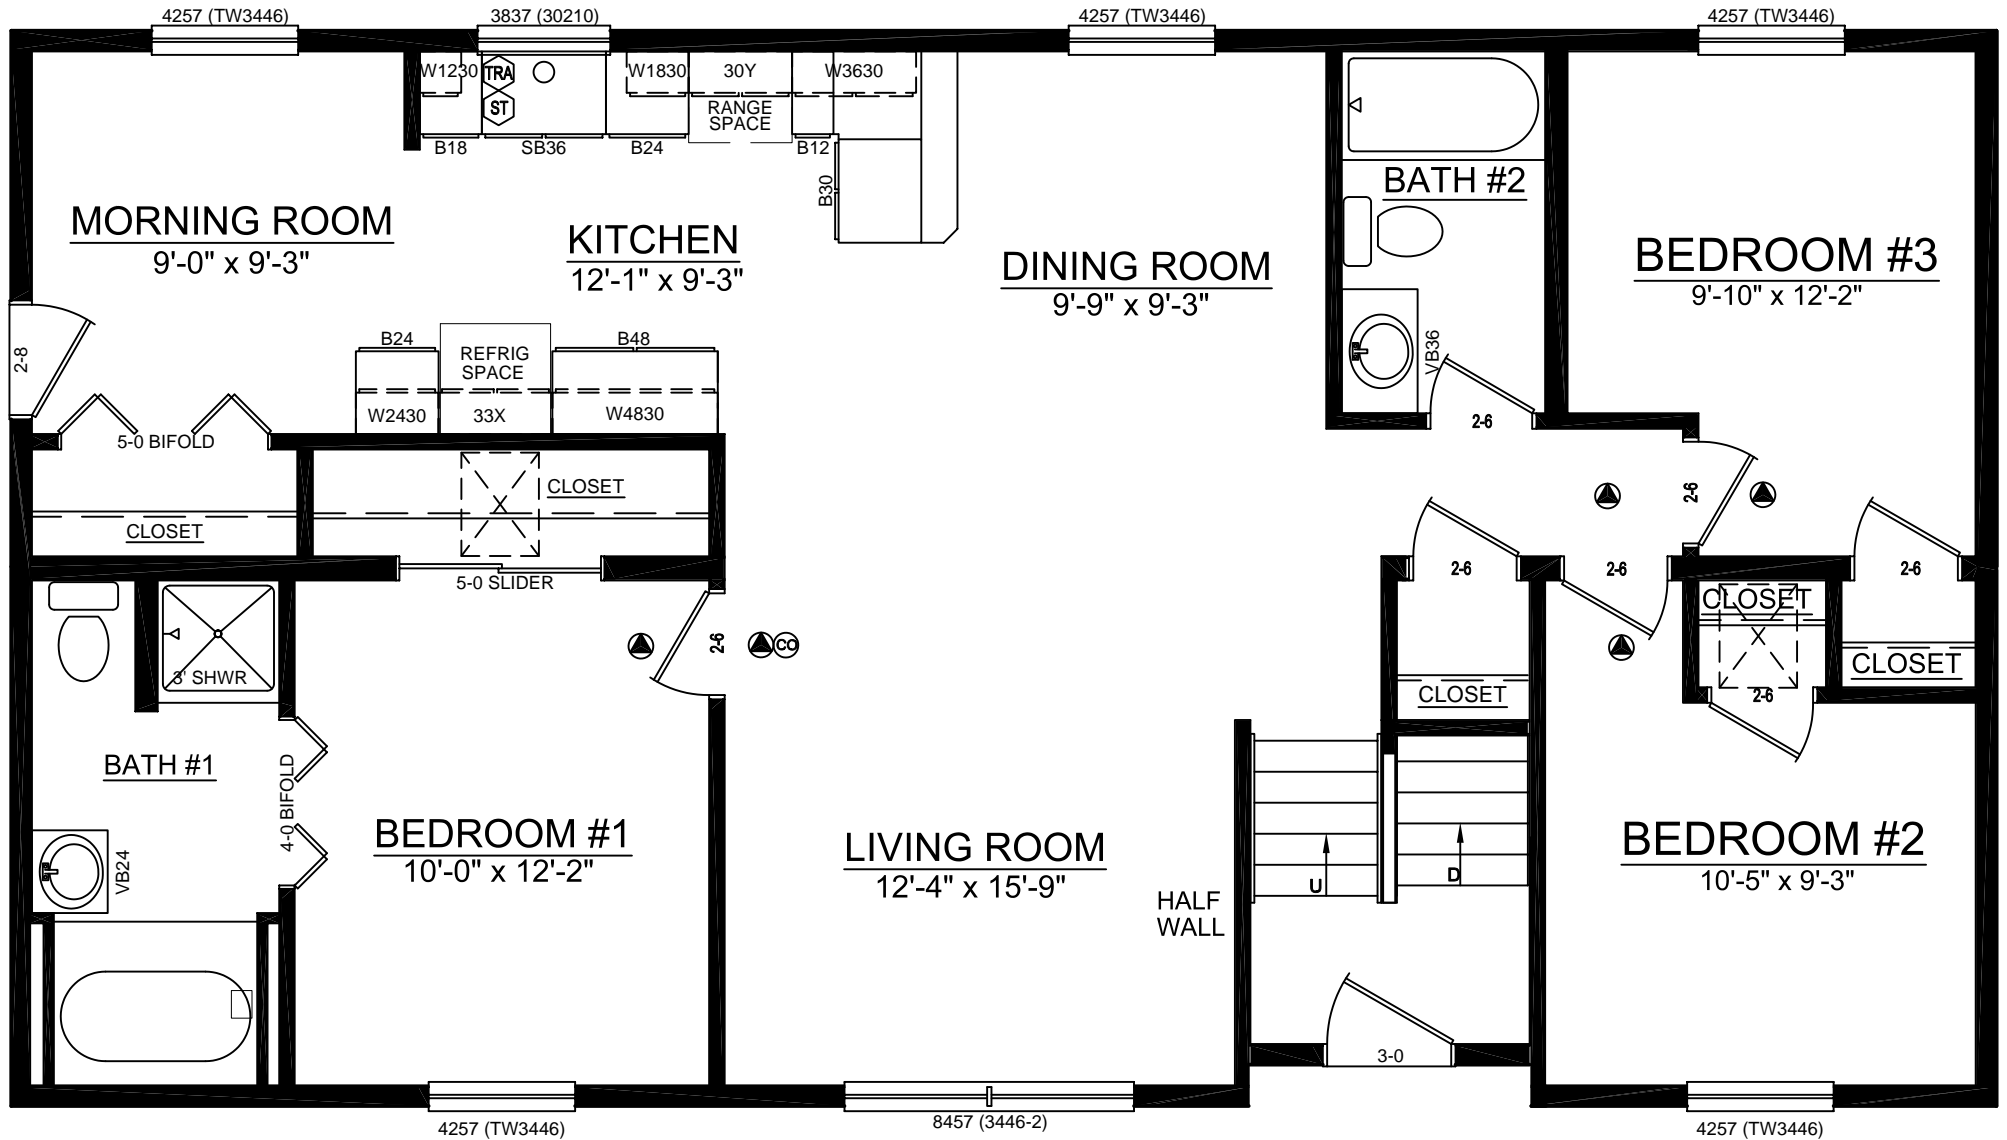 4257 (TW3446)
3837 (30210)
4257 (TW3446)
4257 (TW3446)
W1230
TRA
ST
W1830
30Y
W3630
RANGE
SPACE
B18
SB36
B24
B12
B30
MORNING ROOM
9'-0" x 9'-3"
KITCHEN
12'-1" x 9'-3"
DINING ROOM
9'-9" x 9'-3"
BATH #2
BEDROOM #3
9'-10" x 12'-2"
2-8
B24
REFRIG
SPACE
B48
W2430
33X
W4830
VB36
2-6
5-0 BIFOLD
CLOSET
CLOSET
5-0 SLIDER
2-6
2-6
2-6
2-6
2-6
CO
3' SHWR
CLOSET
CLOSET
CLOSET
2-6
BATH #1
4-0 BIFOLD
VB24
BEDROOM #1
10'-0" x 12'-2"
LIVING ROOM
12'-4" x 15'-9"
HALF
WALL
U
D
BEDROOM #2
10'-5" x 9'-3"
3-0
4257 (TW3446)
8457 (3446-2)
4257 (TW3446)